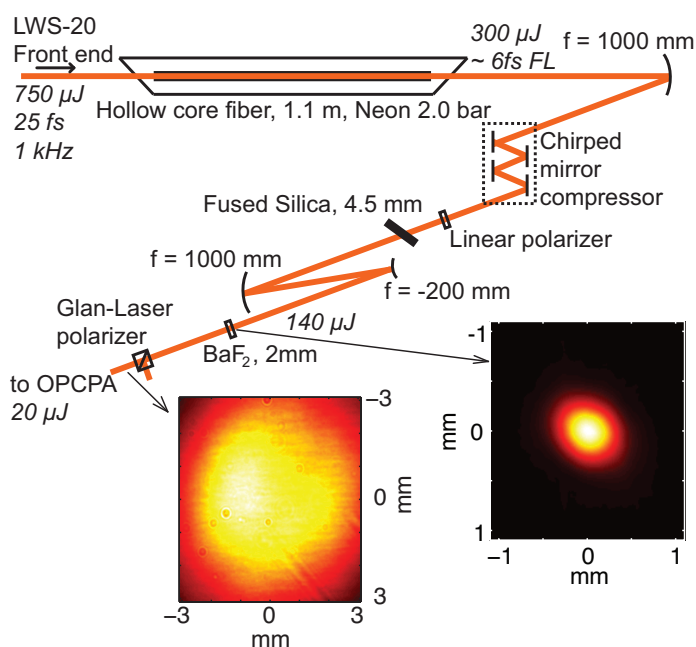 LWS-20
Front end
750 µJ
25 fs
1 kHz
300 µJ
~ 6fs FL
f = 1000 mm
Hollow core fiber, 1.1 m, Neon 2.0 bar
Chirped
mirror
compressor
Fused Silica, 4.5 mm
Linear polarizer
f = 1000 mm
f = -200 mm
Glan-Laser
polarizer
140 µJ
BaF₂, 2mm
to OPCPA
20 µJ
−3
0
3
mm
−3
0
3
mm
-1
0
1
mm
−1
0
1
mm